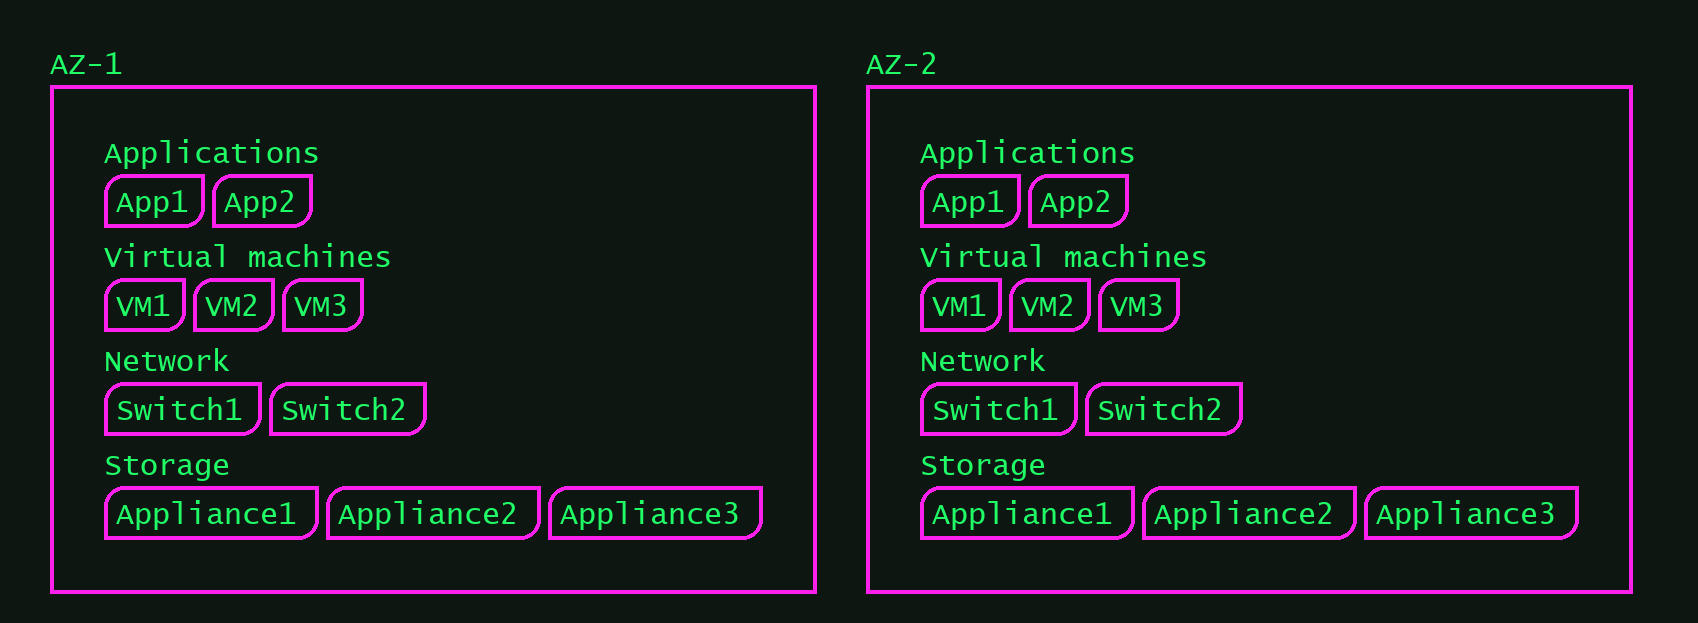 AZ-1
Applications
App1 App2
Virtual machines
VM1 VM2 VM3
Network
Switch1 Switch2
Storage
Appliance1 Appliance2 Appliance3
AZ-2
Applications
App1 App2
Virtual machines
VM1 VM2 VM3
Network
Switch1 Switch2
Storage
Appliance1 Appliance2 Appliance3